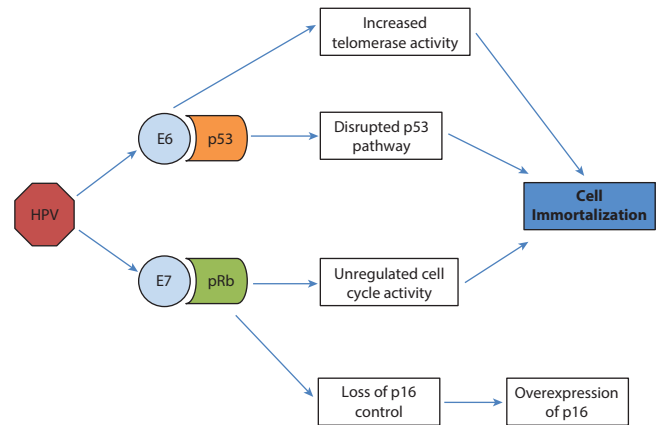 Increased
telomerase activity
E6
p53
Disrupted p53
pathway
HPV
Cell
Immortalization
E7
pRb
Unregulated cell
cycle activity
Loss of p16
control
Overexpression
of p16